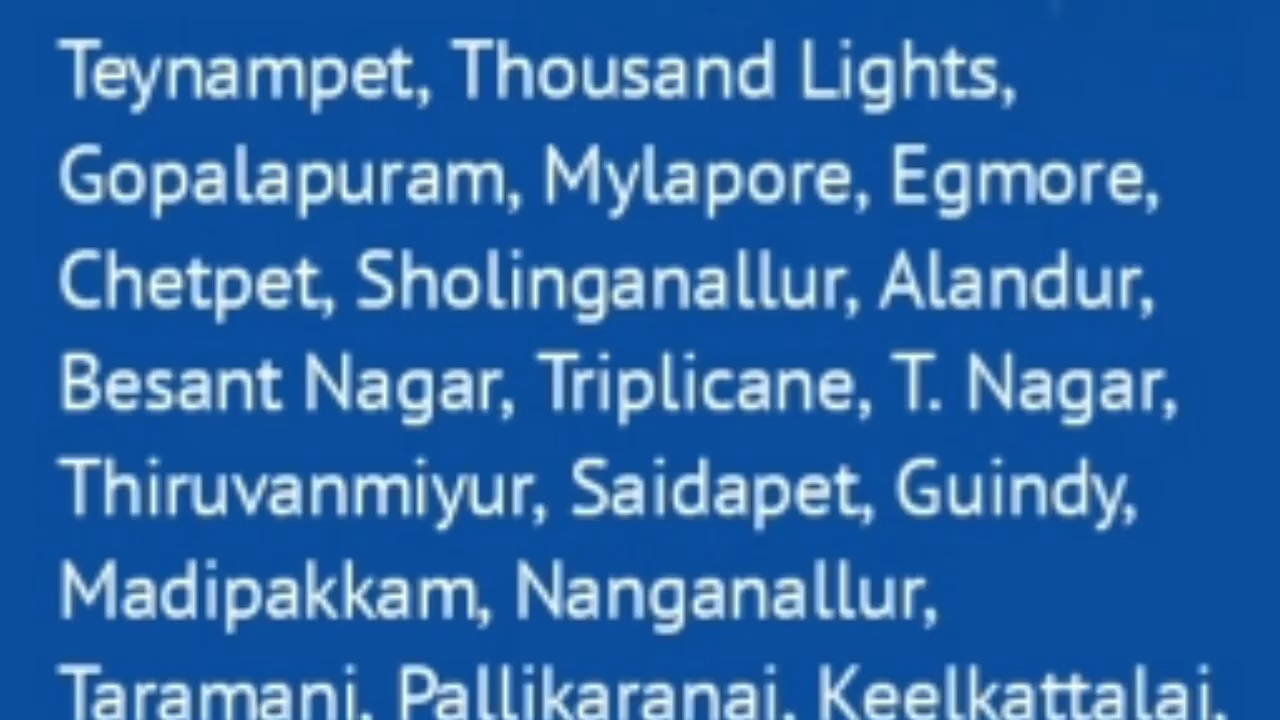 Teynampet, Thousand Lights,
Gopalapuram, Mylapore, Egmore,
Chetpet, Sholinganallur, Alandur,
Besant Nagar, Triplicane, T. Nagar,
Thiruvanmiyur, Saidapet, Guindy,
Madipakkam, Nanganallur,
Taramani, Pallikaranai, Keelkattalai,